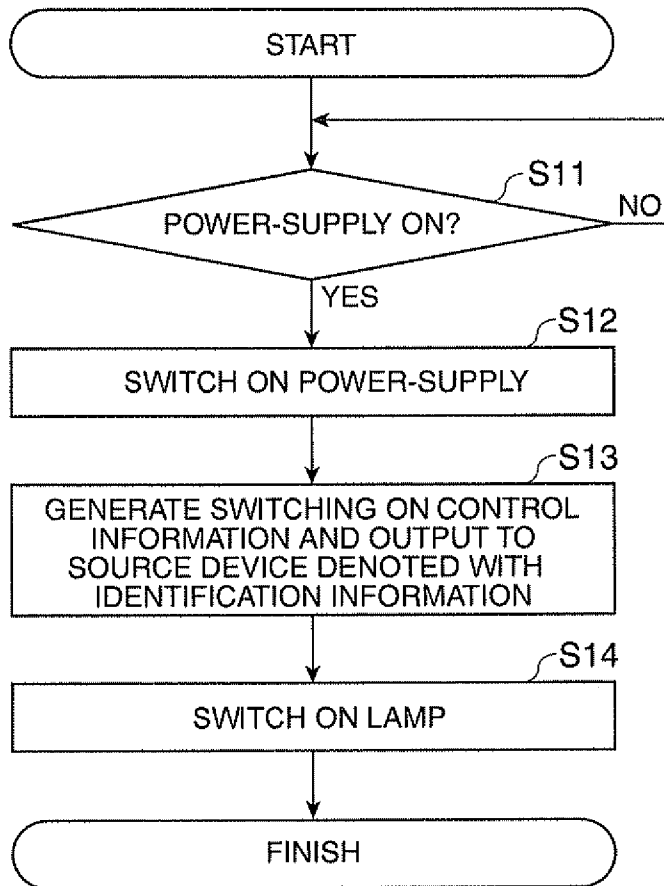 START
S11
POWER-SUPPLY ON?
NO
YES
S12
SWITCH ON POWER-SUPPLY
S13
GENERATE SWITCHING ON CONTROL
INFORMATION AND OUTPUT TO
SOURCE DEVICE DENOTED WITH
IDENTIFICATION INFORMATION
S14
SWITCH ON LAMP
FINISH